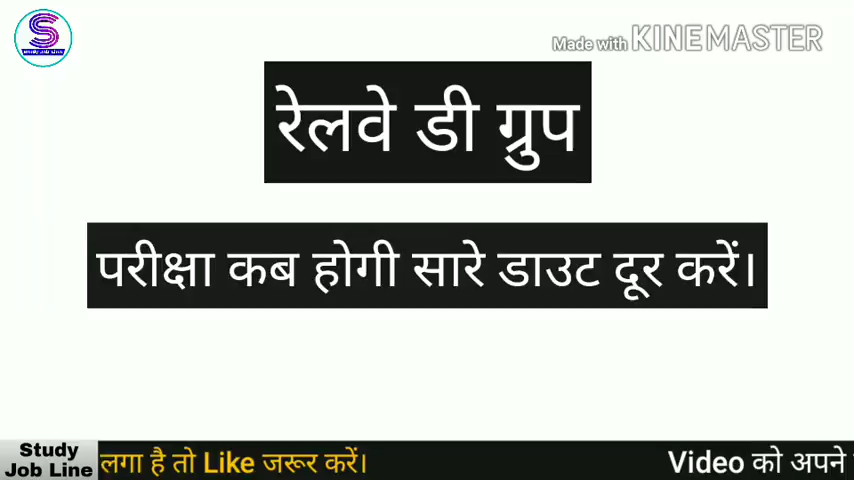 Made with KINEMASTER
रेलवे डी ग्रुप
परीक्षा कब होगी सारे डाउट दूर करें।
Study
Job Line
लगा है तो Like जरूर करें।
Video को अपने